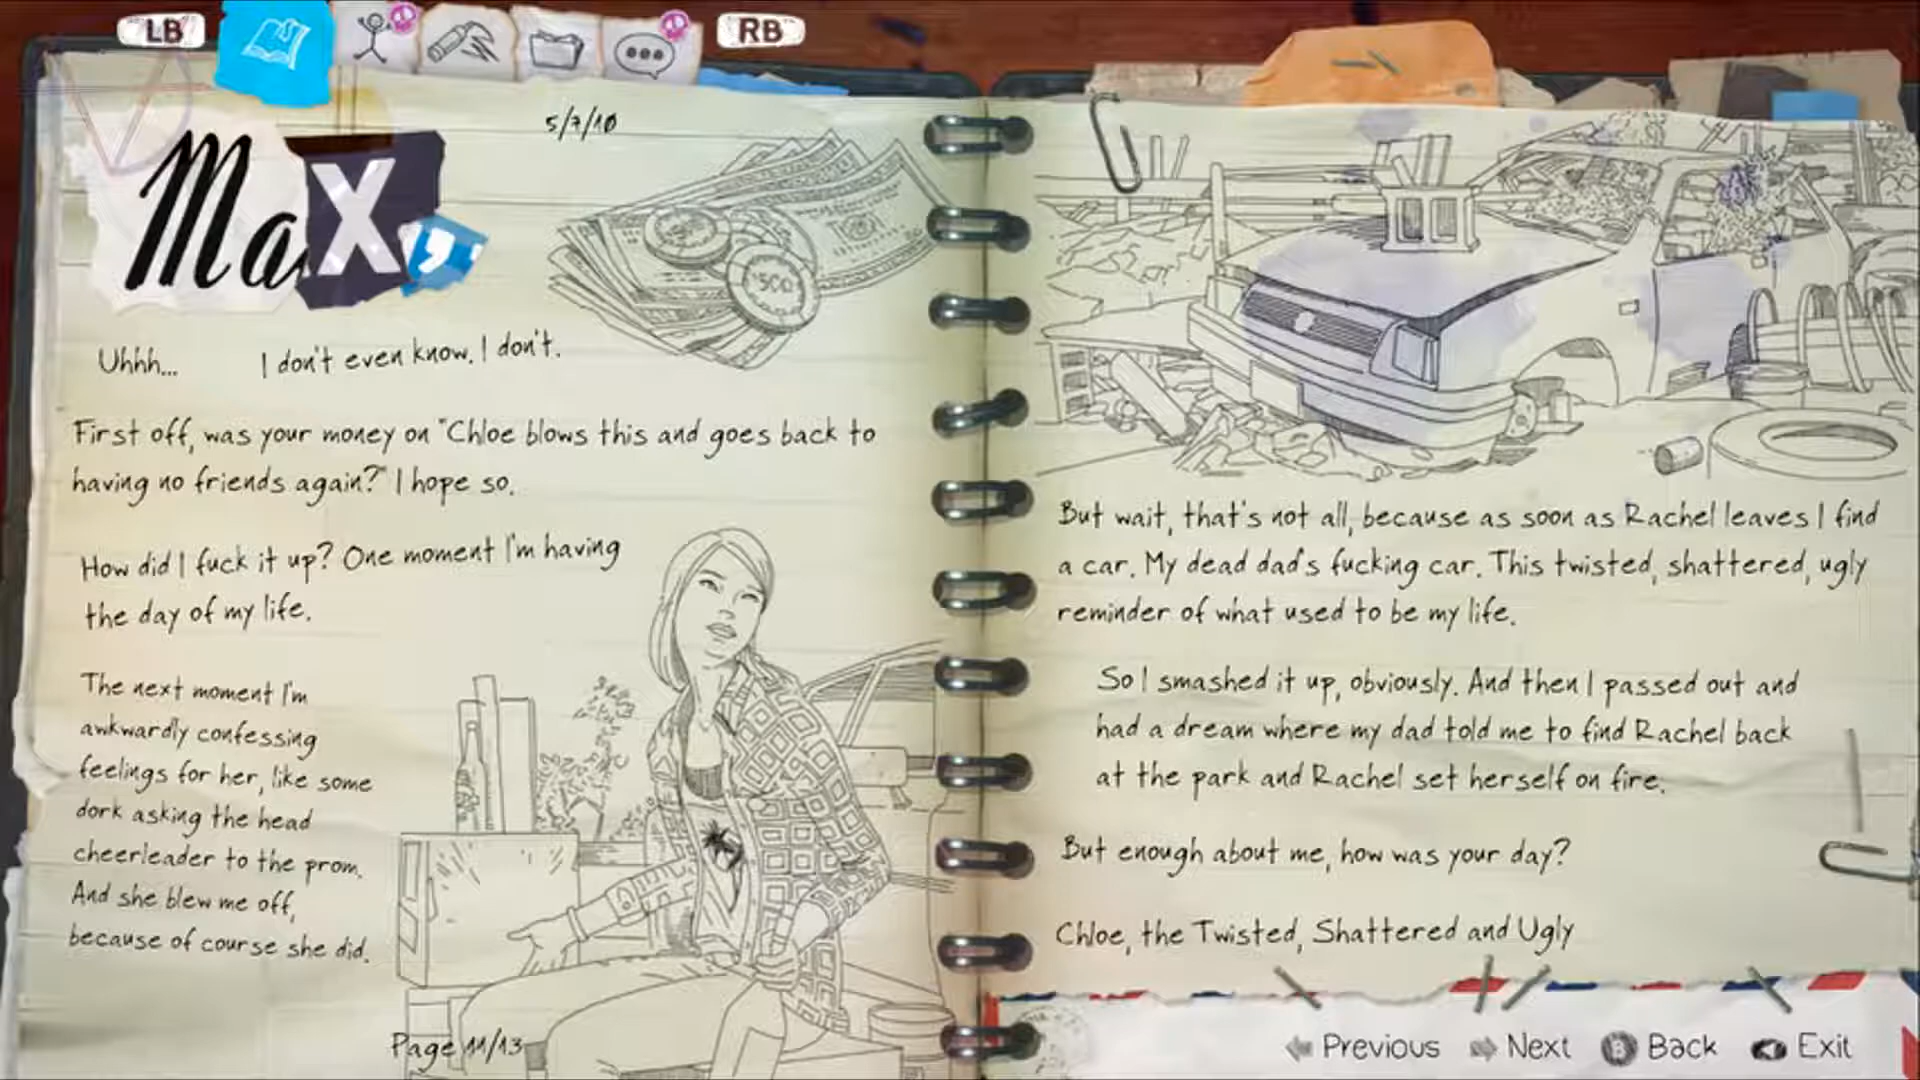 LB
RB
5/7/10
Max,
500
Uhhh... I don't even know. I don't.
First off, was your money on "Chloe blows this and goes back to
having no friends again?" I hope so.
How did I fuck it up? One moment I'm having
the day of my life.
The next moment I'm
awkwardly confessing
feelings for her, like some
dork asking the head
cheerleader to the prom.
And she blew me off,
because of course she did.
Page 11/13
But wait, that's not all, because as soon as Rachel leaves I find
a car. My dead dad's fucking car. This twisted, shattered, ugly
reminder of what used to be my life.
So I smashed it up, obviously. And then I passed out and
had a dream where my dad told me to find Rachel back
at the park and Rachel set herself on fire.
But enough about me, how was your day?
Chloe, the Twisted, Shattered and Ugly
Previous Next B Back Exit